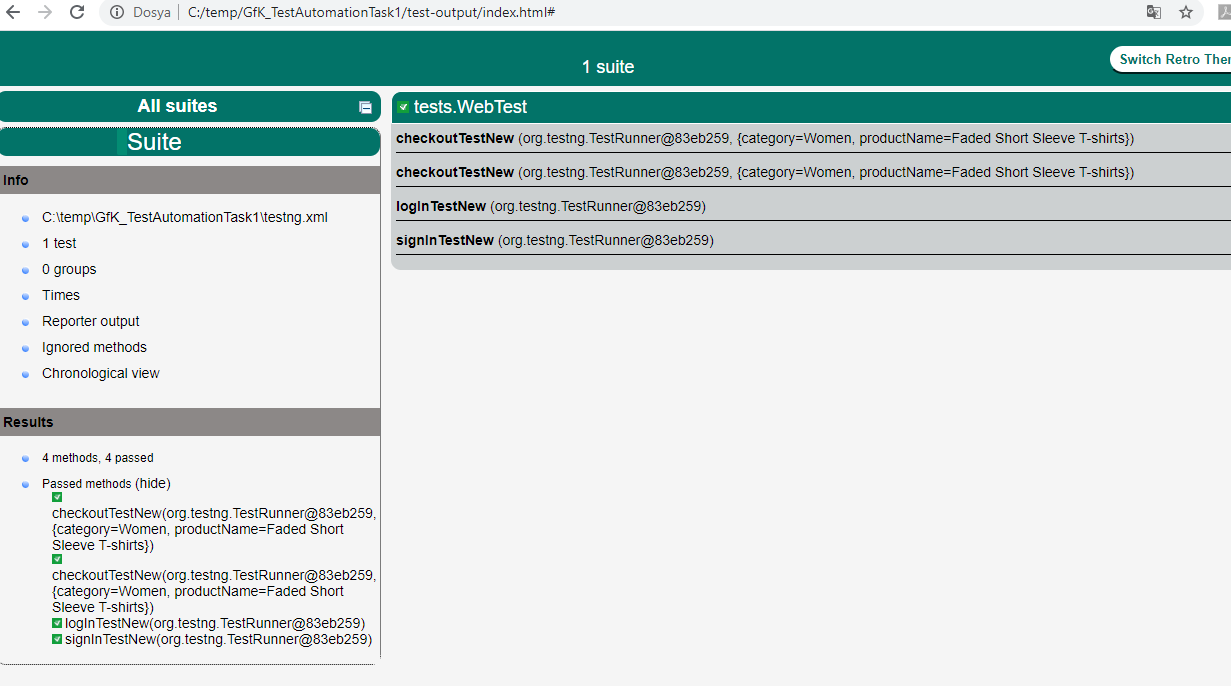 Dosya
C:/temp/GfK_TestAutomationTask1/test-output/index.html#
1 suite
Switch Retro
All suites
Suite
Info
C:\temp\GfK_TestAutomationTask1\testng.xml
1 test
0 groups
Times
Reporter output
Ignored methods
Chronological view
Results
4 methods, 4 passed
Passed methods (hide)
checkoutTestNew(org.testng.TestRunner@83eb259,
{category=Women, productName=Faded Short
Sleeve T-shirts})
checkoutTestNew(org.testng.TestRunner@83eb259,
{category=Women, productName=Faded Short
Sleeve T-shirts})
logInTestNew(org.testng.TestRunner@83eb259)
signInTestNew(org.testng.TestRunner@83eb259)
tests.WebTest
checkoutTestNew (org.testng.TestRunner@83eb259, {category=Women, productName=Faded Short Sleeve T-shirts})
checkoutTestNew (org.testng.TestRunner@83eb259, {category=Women, productName=Faded Short Sleeve T-shirts})
logInTestNew (org.testng.TestRunner@83eb259)
signInTestNew (org.testng.TestRunner@83eb259)